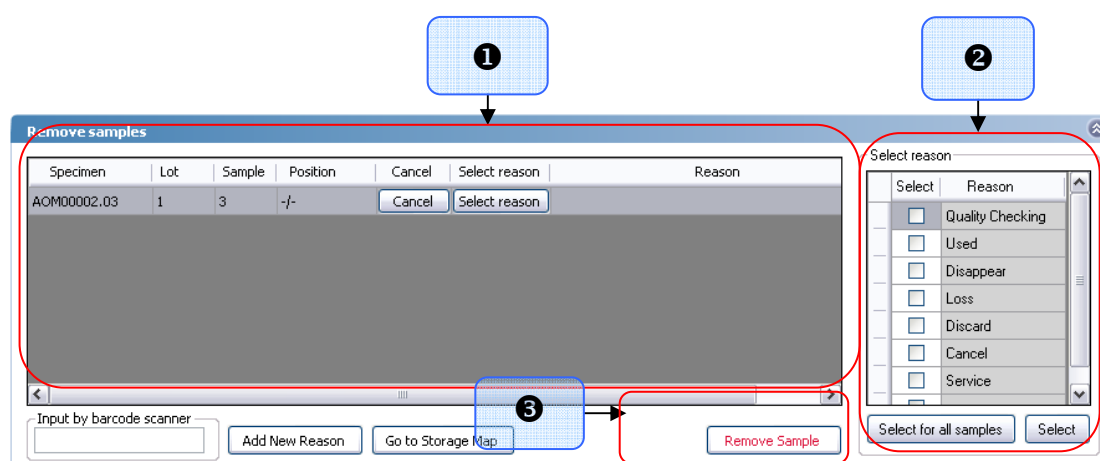 ❶
❷
Remove samples
Specimen Lot Sample Position Cancel Select reason Reason
AOM00002.03 1 3 -/- Cancel Select reason
Select reason
Select Reason
Quality Checking
Used
Disappear
Loss
Discard
Cancel
Service
❸
Input by barcode scanner
Add New Reason Go to Storage Map Remove Sample
Select for all samples Select